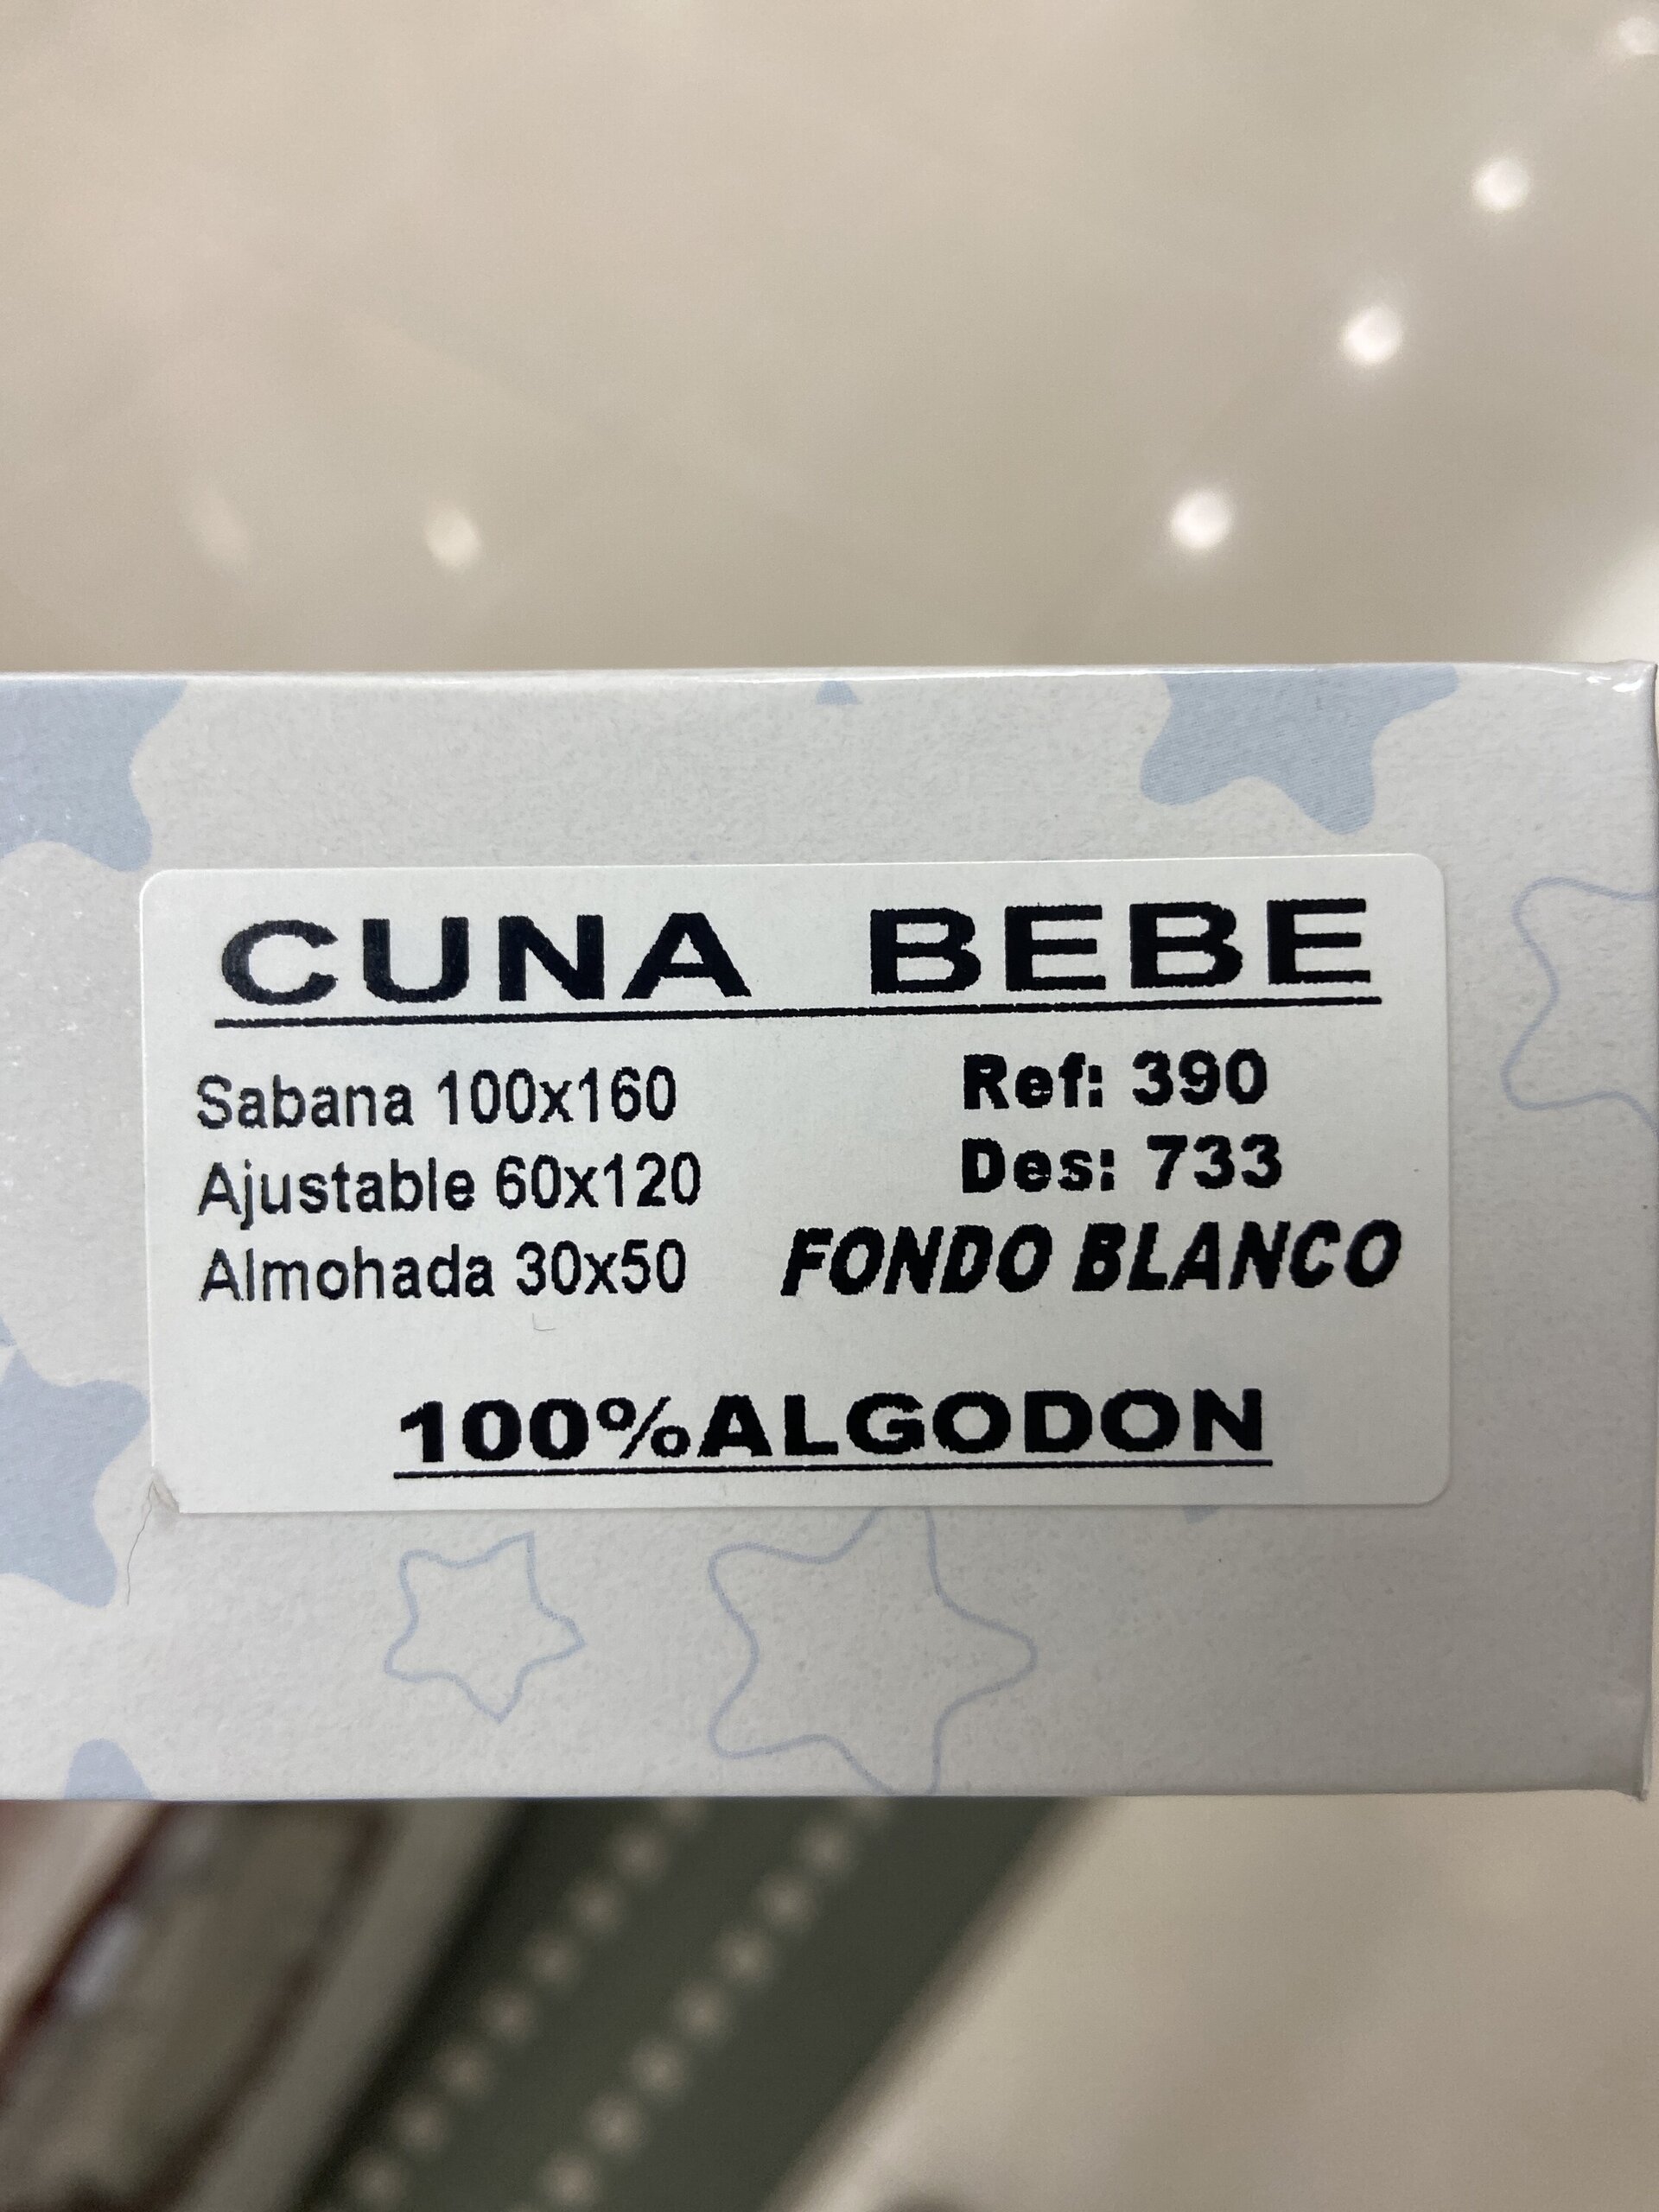 CUNA BEBE
Sabana 100x160
Ajustable 60x120
Almohada 30x50
Ref: 390
Des: 733
FONDO BLANCO
100%ALGODON